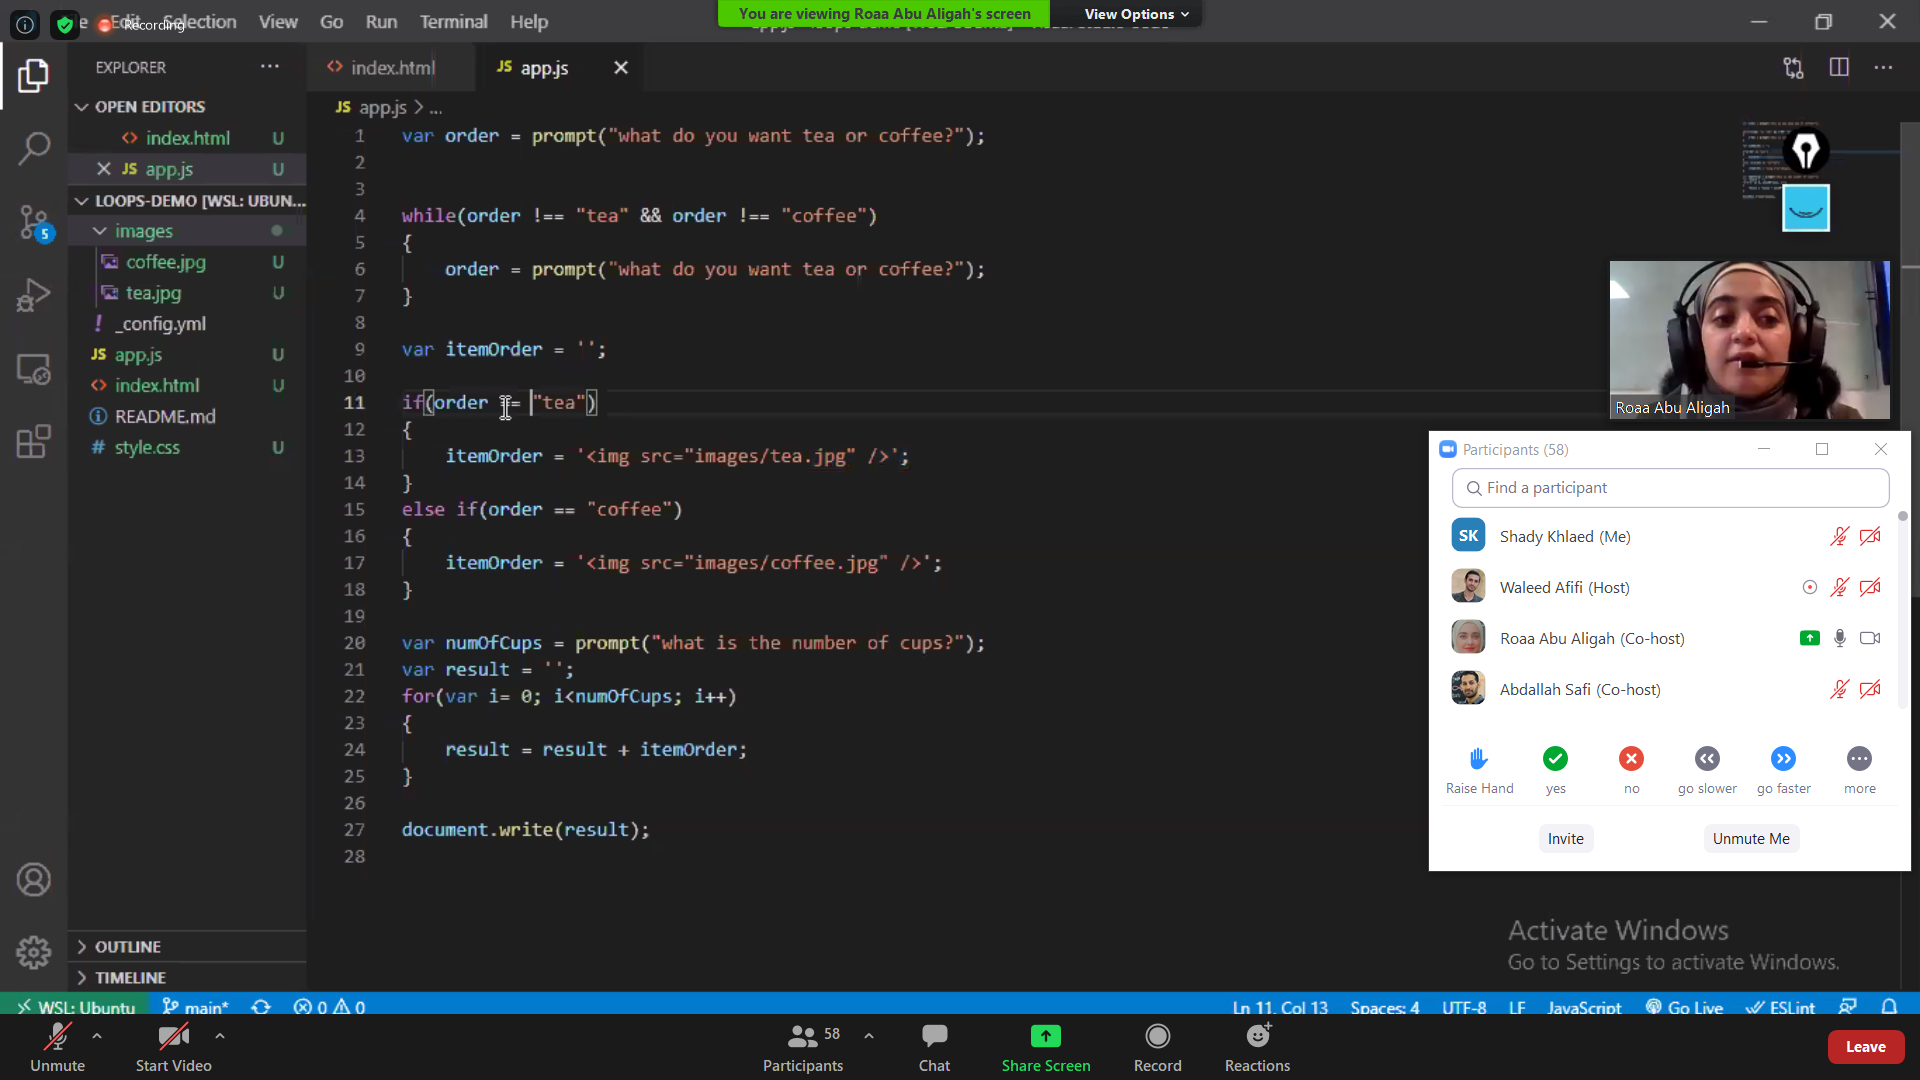 Selection
View
Go
Run
Terminal
Help
Recording
You are viewing Roaa Abu Aligah's screen
View Options
EXPLORER
OPEN EDITORS
index.html U
app.js U
LOOPS-DEMO [WSL: UBUN...
images
coffee.jpg U
tea.jpg U
_config.yml
JS app.js U
index.html U
README.md
# style.css U
OUTLINE
TIMELINE
index.html
JS app.js
JS app.js > ...
1 var order = prompt("what do you want tea or coffee?");
2
3
4 while(order !== "tea" && order !== "coffee")
5 {
6 order = prompt("what do you want tea or coffee?");
7 }
8
9 var itemOrder = '';
10
11 if(order == "tea")
12 {
13 itemOrder = '<img src="images/tea.jpg" />';
14 }
15 else if(order == "coffee")
16 {
17 itemOrder = '<img src="images/coffee.jpg" />';
18 }
19
20 var numOfCups = prompt("what is the number of cups?");
21 var result = '';
22 for(var i= 0; i<numOfCups; i++)
23 {
24 result = result + itemOrder;
25 }
26
27 document.write(result);
28
Roaa Abu Aligah
Participants (58)
Find a participant
SK Shady Khlaed (Me)
Waleed Afifi (Host)
Roaa Abu Aligah (Co-host)
Abdallah Safi (Co-host)
Raise Hand
yes
no
go slower
go faster
more
Invite
Unmute Me
Activate Windows
Go to Settings to activate Windows.
5
WSL: Ubuntu
main*
0
0
Ln 11, Col 13
Spaces: 4
UTF-8
LF
JavaScript
Go Live
ESLint
Unmute
Start Video
58
Participants
Chat
Share Screen
Record
Reactions
Leave